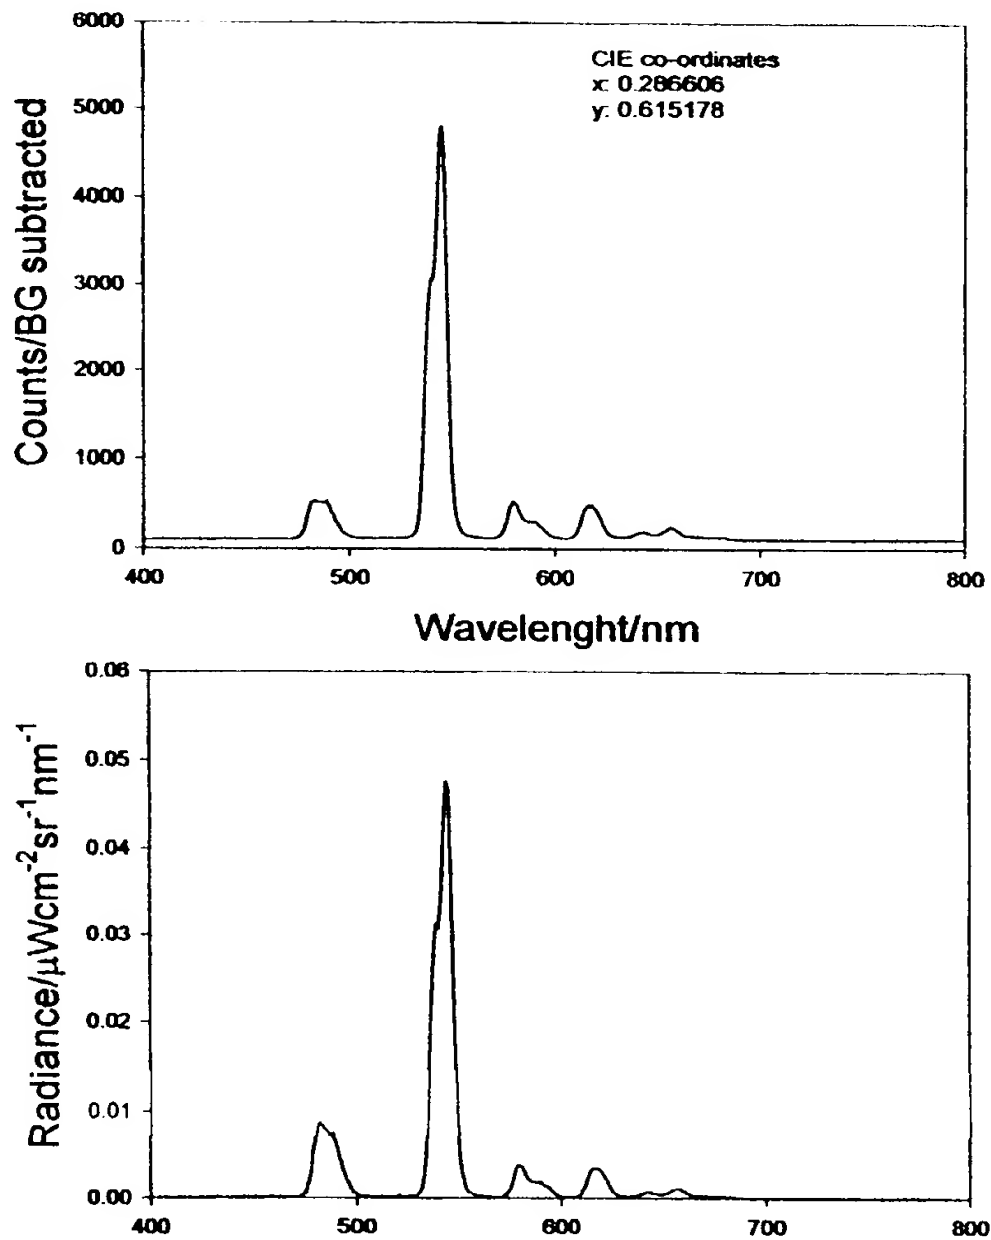 6000
5000
4000
3000
2000
1000
0
Counts/BG subtracted
CIE co-ordinates
x: 0.286606
y: 0.615178
400 500 600 700 800
Wavelenght/nm
0.06
0.05
0.04
0.03
0.02
0.01
0.00
Radiance/μWcm⁻²sr⁻¹nm⁻¹
400 500 600 700 800